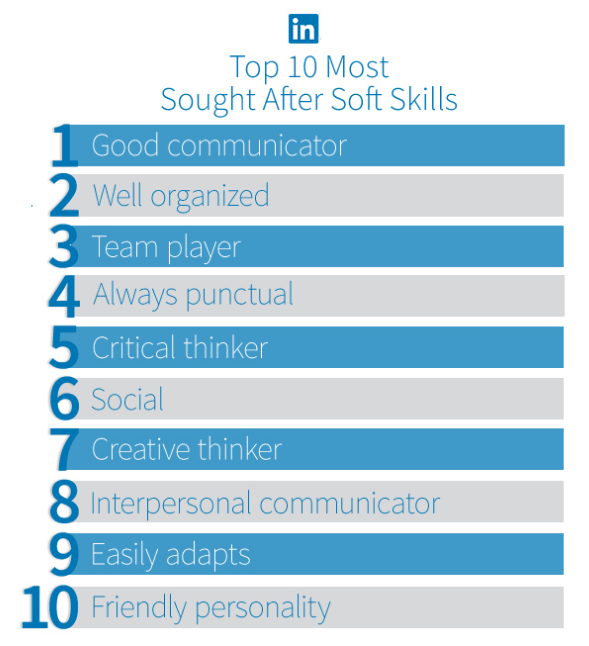 in
Top 10 Most
Sought After Soft Skills
1 Good communicator
2 Well organized
3 Team player
4 Always punctual
5 Critical thinker
6 Social
7 Creative thinker
8 Interpersonal communicator
9 Easily adapts
10 Friendly personality